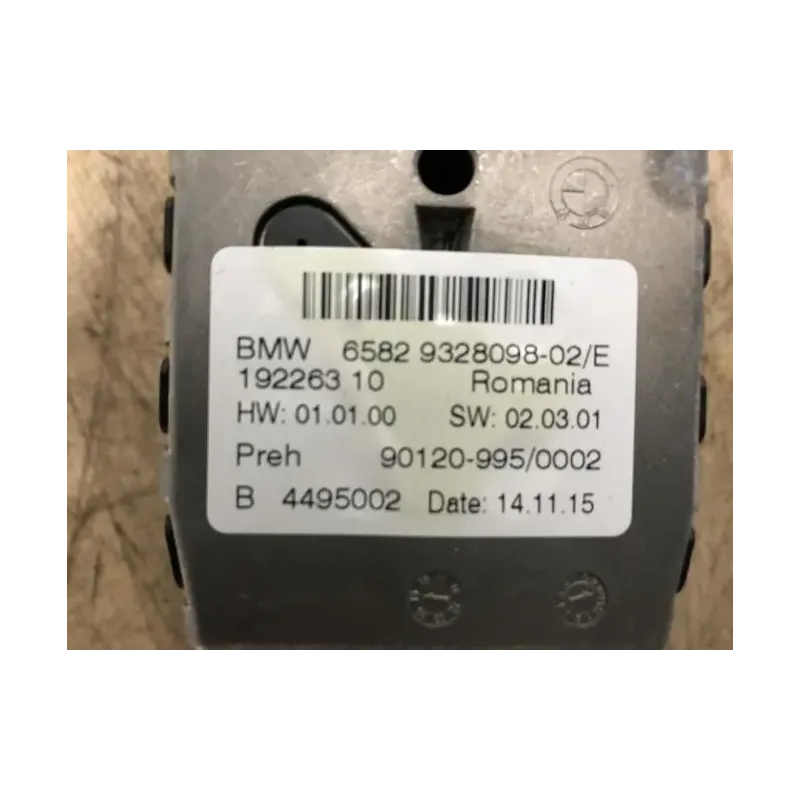 BMW 6582 9328098-02/E
192263 10 Romania
HW: 01.01.00 SW: 02.03.01
Preh 90120-995/0002
B 4495002 Date: 14.11.15